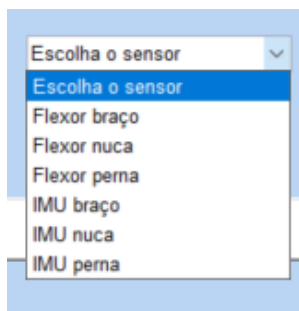 Escolha o sensor
Escolha o sensor
Flexor braço
Flexor nuca
Flexor perna
IMU braço
IMU nuca
IMU perna